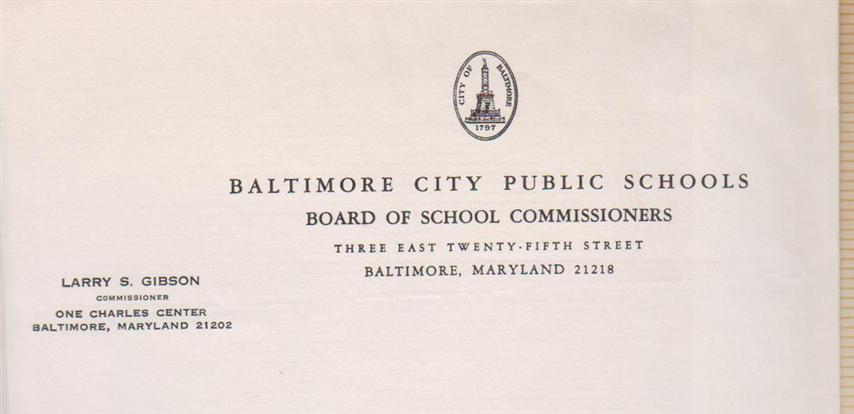 CITY OF BALTIMORE
1797
BALTIMORE CITY PUBLIC SCHOOLS
BOARD OF SCHOOL COMMISSIONERS
THREE EAST TWENTY-FIFTH STREET
BALTIMORE, MARYLAND 21218
LARRY S. GIBSON
COMMISSIONER
ONE CHARLES CENTER
BALTIMORE, MARYLAND 21202